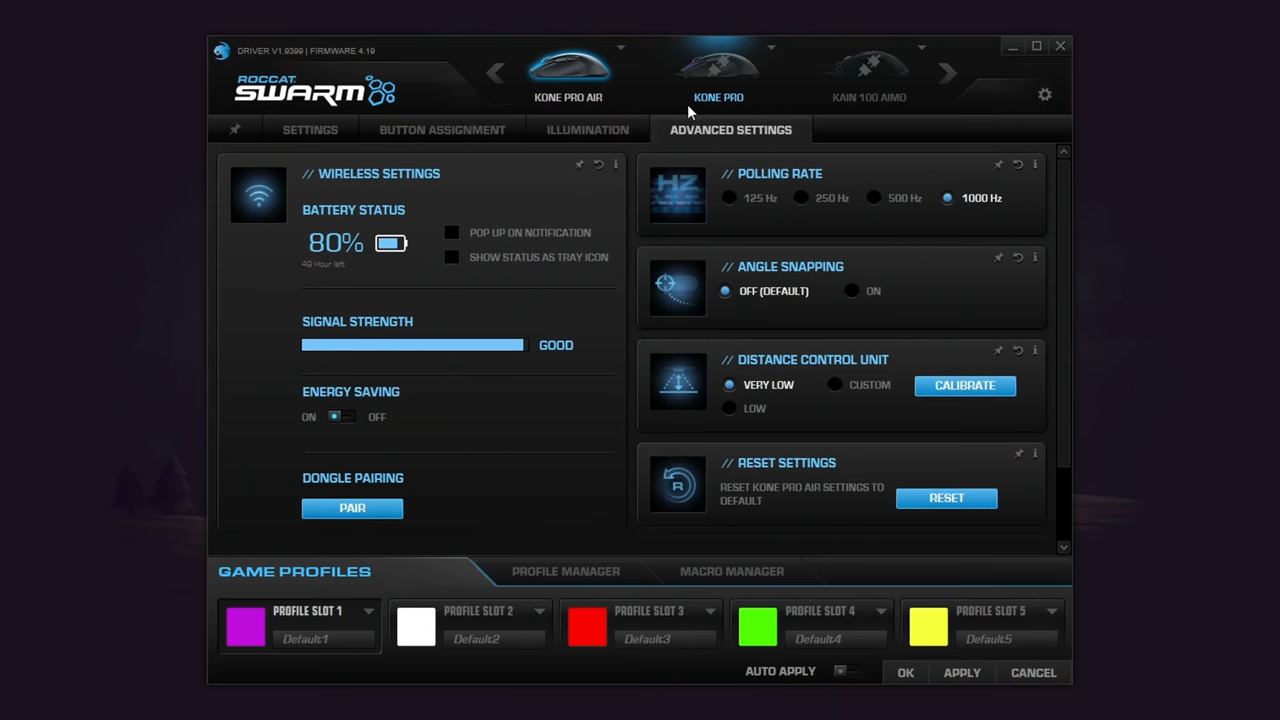 DRIVER V1.9399 | FIRMWARE 4.19
ROCCAT
SWARM
KONE PRO AIR
KONE PRO
KAIN 100 AIMO
SETTINGS
BUTTON ASSIGNMENT
ILLUMINATION
ADVANCED SETTINGS
// WIRELESS SETTINGS
BATTERY STATUS
80%
49 Hour left
POP UP ON NOTIFICATION
SHOW STATUS AS TRAY ICON
SIGNAL STRENGTH
GOOD
ENERGY SAVING
ON
OFF
DONGLE PAIRING
PAIR
HZ
// POLLING RATE
125 Hz
250 Hz
500 Hz
1000 Hz
// ANGLE SNAPPING
OFF (DEFAULT)
ON
// DISTANCE CONTROL UNIT
VERY LOW
CUSTOM
LOW
CALIBRATE
R
// RESET SETTINGS
RESET KONE PRO AIR SETTINGS TO
DEFAULT
RESET
GAME PROFILES
PROFILE MANAGER
MACRO MANAGER
PROFILE SLOT 1
Default1
PROFILE SLOT 2
Default2
PROFILE SLOT 3
Default3
PROFILE SLOT 4
Default4
PROFILE SLOT 5
Default5
AUTO APPLY
OK
APPLY
CANCEL